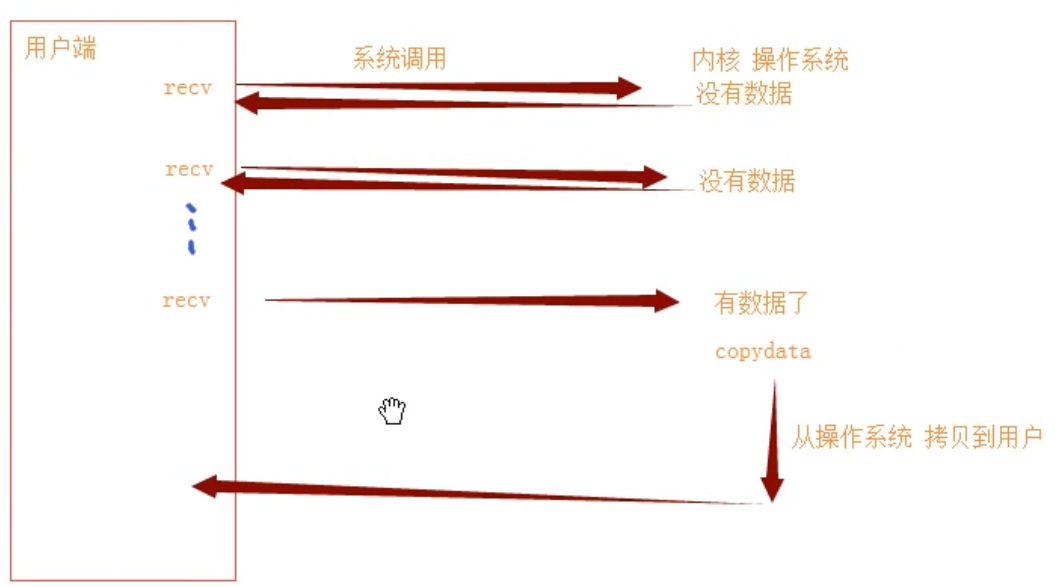 用户端
系统调用
内核 操作系统
recv
没有数据
recv
没有数据
recv
有数据了
copydata
从操作系统 拷贝到用户